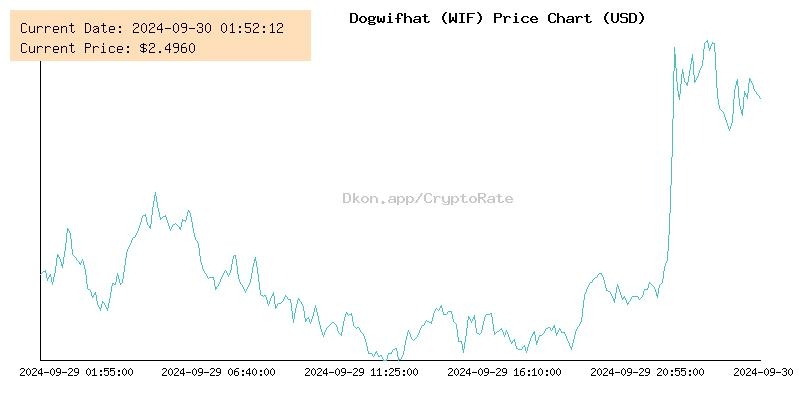 Dogwifhat (WIF) Price Chart (USD)
Current Date: 2024-09-30 01:52:12
Current Price: $2.4960
Dkon.app/CryptoRate
2024-09-29 01:55:00 2024-09-29 06:40:00 2024-09-29 11:25:00 2024-09-29 16:10:00 2024-09-29 20:55:00 2024-09-30